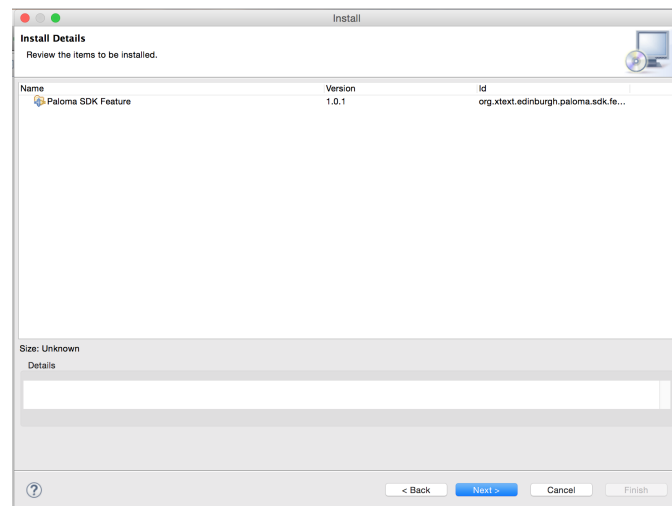 Install
Install Details
Review the items to be installed.
Name Version Id
Paloma SDK Feature 1.0.1 org.xtext.edinburgh.paloma.sdk.fe...
Size: Unknown
Details
? < Back Next > Cancel Finish